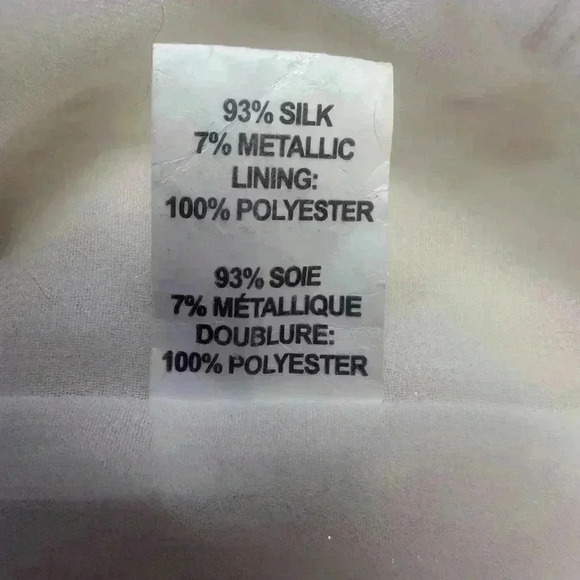 93% SILK
7% METALLIC
LINING:
100% POLYESTER
93% SOIE
7% MÉTALLIQUE
DOUBLURE:
100% POLYESTER